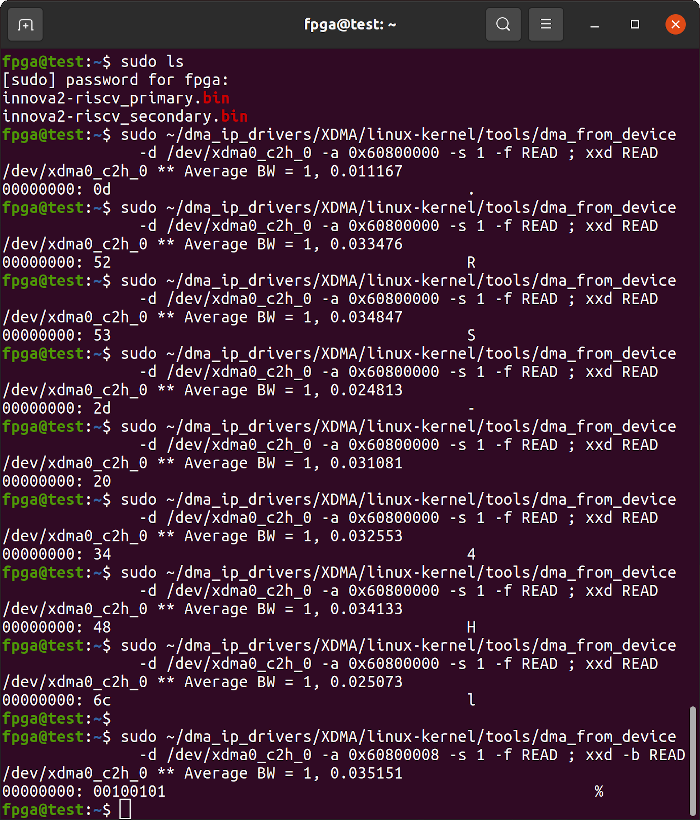 fpga@test: ~
fpga@test:~$ sudo ls
[sudo] password for fpga:
innova2-riscv_primary.bin
innova2-riscv_secondary.bin
fpga@test:~$ sudo ~/dma_ip_drivers/XDMA/linux-kernel/tools/dma_from_device
-d /dev/xdma0_c2h_0 -a 0x60800000 -s 1 -f READ ; xxd READ
/dev/xdma0_c2h_0 ** Average BW = 1, 0.011167
00000000: 0d .
fpga@test:~$ sudo ~/dma_ip_drivers/XDMA/linux-kernel/tools/dma_from_device
-d /dev/xdma0_c2h_0 -a 0x60800000 -s 1 -f READ ; xxd READ
/dev/xdma0_c2h_0 ** Average BW = 1, 0.033476
00000000: 52 R
fpga@test:~$ sudo ~/dma_ip_drivers/XDMA/linux-kernel/tools/dma_from_device
-d /dev/xdma0_c2h_0 -a 0x60800000 -s 1 -f READ ; xxd READ
/dev/xdma0_c2h_0 ** Average BW = 1, 0.034847
00000000: 53 S
fpga@test:~$ sudo ~/dma_ip_drivers/XDMA/linux-kernel/tools/dma_from_device
-d /dev/xdma0_c2h_0 -a 0x60800000 -s 1 -f READ ; xxd READ
/dev/xdma0_c2h_0 ** Average BW = 1, 0.024813
00000000: 2d -
fpga@test:~$ sudo ~/dma_ip_drivers/XDMA/linux-kernel/tools/dma_from_device
-d /dev/xdma0_c2h_0 -a 0x60800000 -s 1 -f READ ; xxd READ
/dev/xdma0_c2h_0 ** Average BW = 1, 0.031081
00000000: 20
fpga@test:~$ sudo ~/dma_ip_drivers/XDMA/linux-kernel/tools/dma_from_device
-d /dev/xdma0_c2h_0 -a 0x60800000 -s 1 -f READ ; xxd READ
/dev/xdma0_c2h_0 ** Average BW = 1, 0.032553
00000000: 34 4
fpga@test:~$ sudo ~/dma_ip_drivers/XDMA/linux-kernel/tools/dma_from_device
-d /dev/xdma0_c2h_0 -a 0x60800000 -s 1 -f READ ; xxd READ
/dev/xdma0_c2h_0 ** Average BW = 1, 0.034133
00000000: 48 H
fpga@test:~$ sudo ~/dma_ip_drivers/XDMA/linux-kernel/tools/dma_from_device
-d /dev/xdma0_c2h_0 -a 0x60800000 -s 1 -f READ ; xxd READ
/dev/xdma0_c2h_0 ** Average BW = 1, 0.025073
00000000: 6c l
fpga@test:~$
fpga@test:~$ sudo ~/dma_ip_drivers/XDMA/linux-kernel/tools/dma_from_device
-d /dev/xdma0_c2h_0 -a 0x60800008 -s 1 -f READ ; xxd -b READ
/dev/xdma0_c2h_0 ** Average BW = 1, 0.035151
00000000: 00100101 %
fpga@test:~$